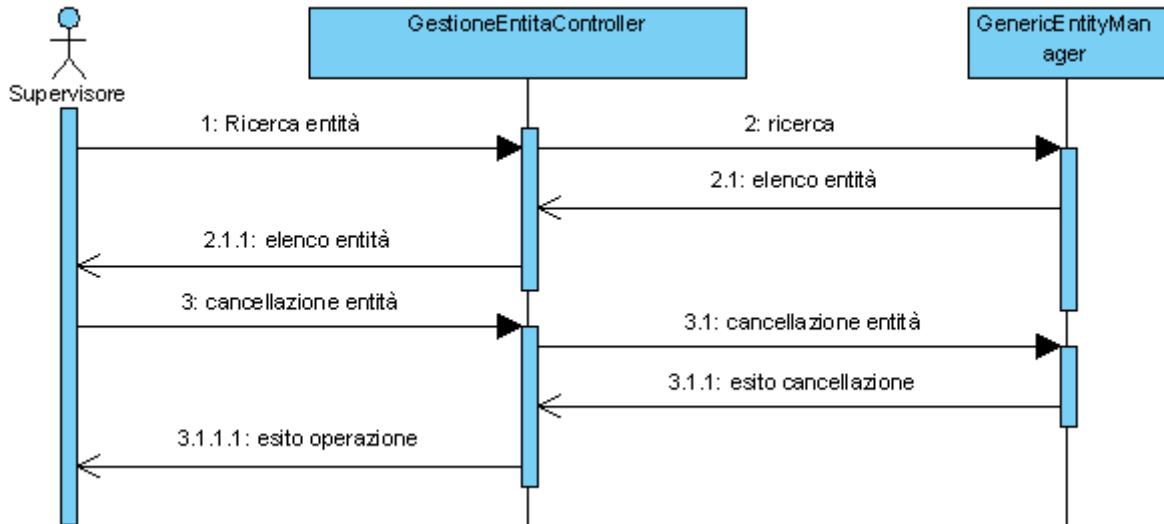 GestioneEntitaController
GenericEntityMan
ager
Supervisore
1: Ricerca entità
2: ricerca
2.1: elenco entità
2.1.1: elenco entità
3: cancellazione entità
3.1: cancellazione entità
3.1.1: esito cancellazione
3.1.1.1: esito operazione